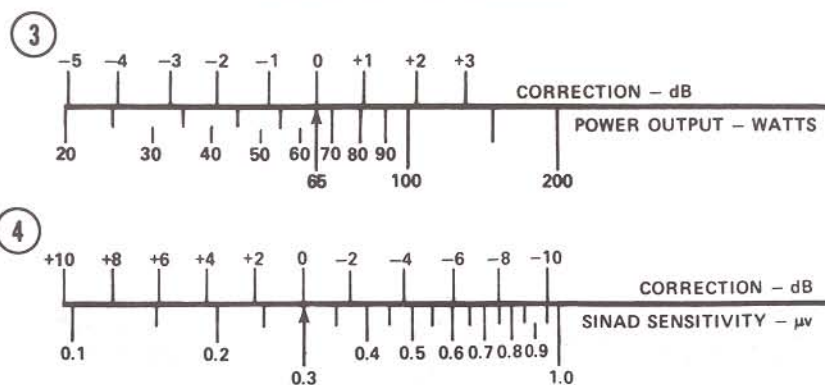 3
−5 −4 −3 −2 −1 0 +1 +2 +3
CORRECTION – dB
POWER OUTPUT – WATTS
20 30 40 50 60 70 80 90
65 100 200
4
+10 +8 +6 +4 +2 0 −2 −4 −6 −8 −10
CORRECTION – dB
SINAD SENSITIVITY – μv
0.1 0.2 0.4 0.5 0.6 0.7 0.8 0.9
0.3 1.0